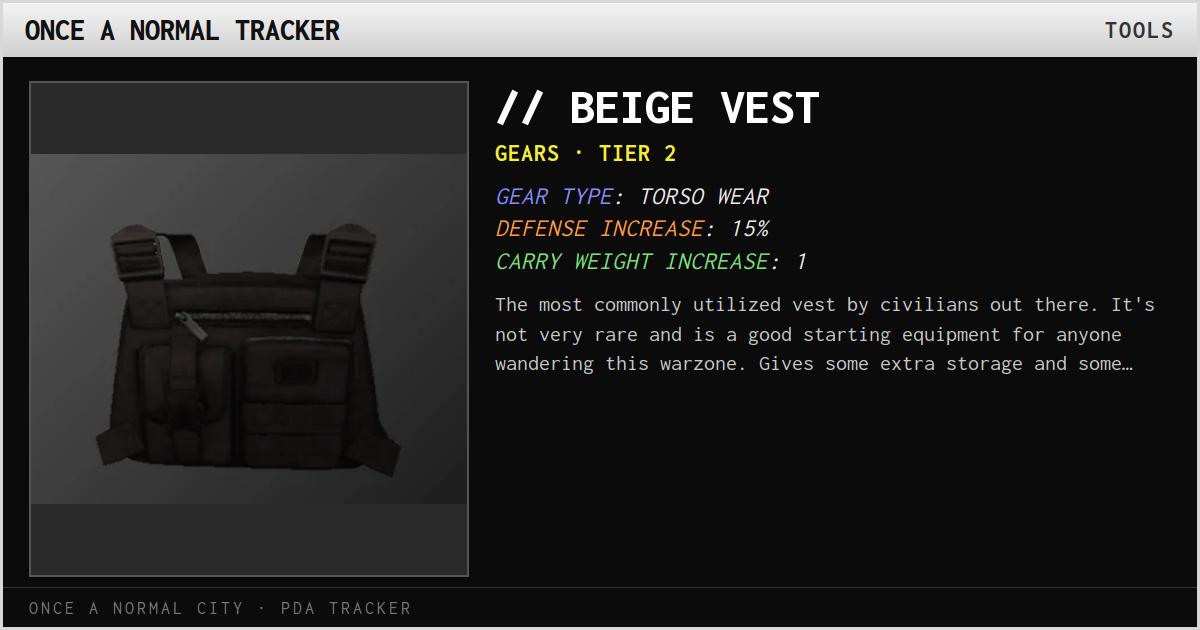 ONCE A NORMAL TRACKER
TOOLS
// BEIGE VEST
GEARS · TIER 2
GEAR TYPE: TORSO WEAR
DEFENSE INCREASE: 15%
CARRY WEIGHT INCREASE: 1
The most commonly utilized vest by civilians out there. It's
not very rare and is a good starting equipment for anyone
wandering this warzone. Gives some extra storage and some…
ONCE A NORMAL CITY · PDA TRACKER